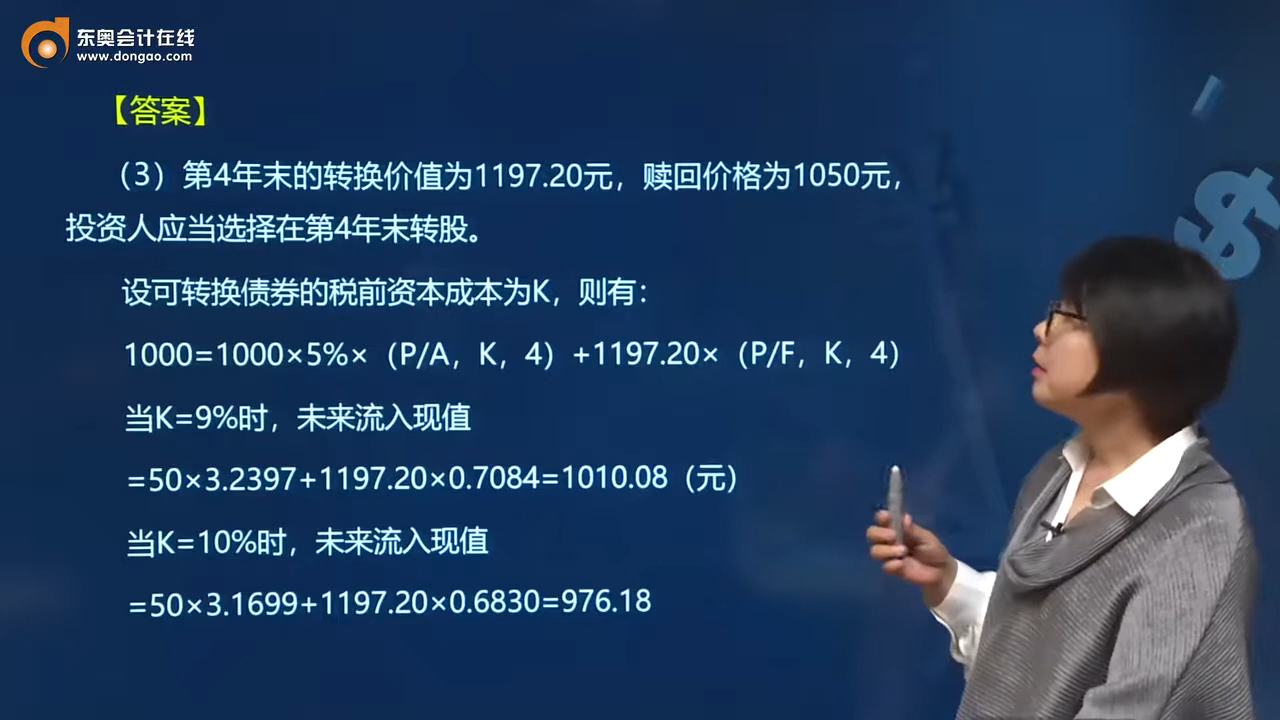 东奥会计在线
www.dongao.com
【答案】
（3）第4年末的转换价值为1197.20元，赎回价格为1050元，
投资人应当选择在第4年末转股。
设可转换债券的税前资本成本为K，则有：
1000=1000×5%×（P/A，K，4）+1197.20×（P/F，K，4）
当K=9%时，未来流入现值
=50×3.2397+1197.20×0.7084=1010.08（元）
当K=10%时，未来流入现值
=50×3.1699+1197.20×0.6830=976.18
$